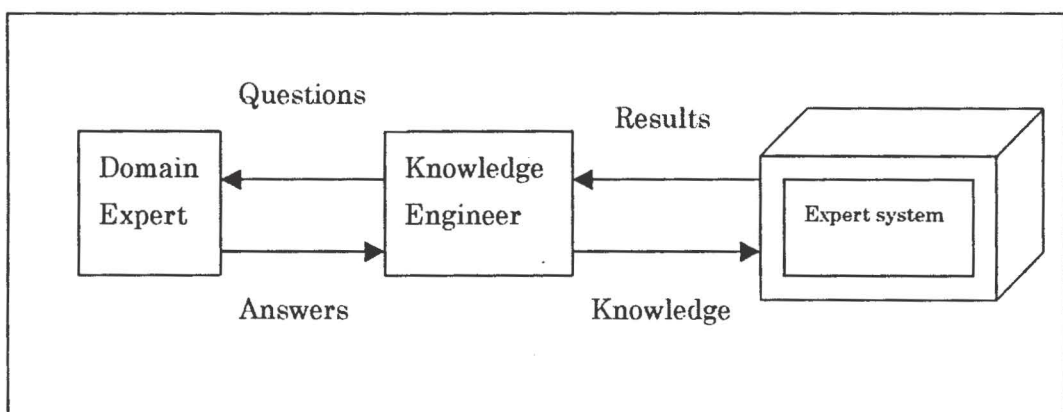 Questions
Results
Domain
Expert
Knowledge
Engineer
Expert system
Answers
Knowledge